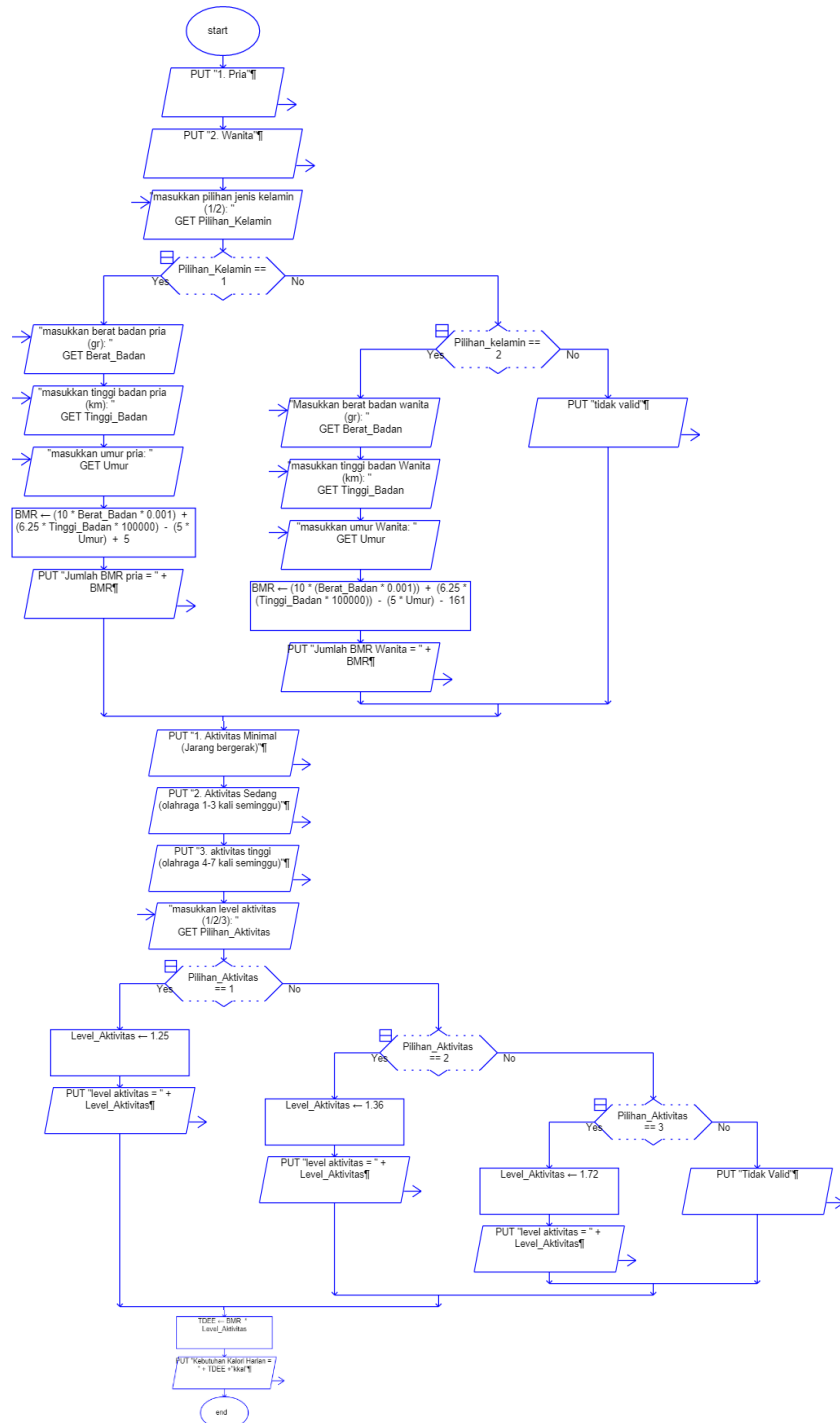 start
PUT "1. Pria"¶
PUT "2. Wanita"¶
"masukkan pilihan jenis kelamin
(1/2): "
GET Pilihan_Kelamin
Pilihan_Kelamin ==
1
Yes
No
"masukkan berat badan pria
(gr): "
GET Berat_Badan
"masukkan tinggi badan pria
(km): "
GET Tinggi_Badan
"masukkan umur pria: "
GET Umur
BMR ← (10 * Berat_Badan * 0.001) +
(6.25 * Tinggi_Badan * 100000) - (5 *
Umur) + 5
PUT "Jumlah BMR pria = " +
BMR¶
Pilihan_kelamin ==
2
Yes
No
"Masukkan berat badan wanita
(gr): "
GET Berat_Badan
"masukkan tinggi badan Wanita
(km): "
GET Tinggi_Badan
"masukkan umur Wanita: "
GET Umur
BMR ← (10 * (Berat_Badan * 0.001)) + (6.25 *
(Tinggi_Badan * 100000)) - (5 * Umur) - 161
PUT "Jumlah BMR Wanita = " +
BMR¶
PUT "tidak valid"¶
PUT "1. Aktivitas Minimal
(Jarang bergerak)"¶
PUT "2. Aktivitas Sedang
(olahraga 1-3 kali seminggu)"¶
PUT "3. aktivitas tinggi
(olahraga 4-7 kali seminggu)"¶
"masukkan level aktivitas
(1/2/3): "
GET Pilihan_Aktivitas
Pilihan_Aktivitas
== 1
Yes
No
Level_Aktivitas ← 1.25
PUT "level aktivitas = " +
Level_Aktivitas¶
Pilihan_Aktivitas
== 2
Yes
No
Level_Aktivitas ← 1.36
PUT "level aktivitas = " +
Level_Aktivitas¶
Pilihan_Aktivitas
== 3
Yes
No
Level_Aktivitas ← 1.72
PUT "level aktivitas = " +
Level_Aktivitas¶
PUT "Tidak Valid"¶
TDEE ← BMR *
Level_Aktivitas
PUT "Kebutuhan Kalori Harian =
" + TDEE +"kkal"¶
end